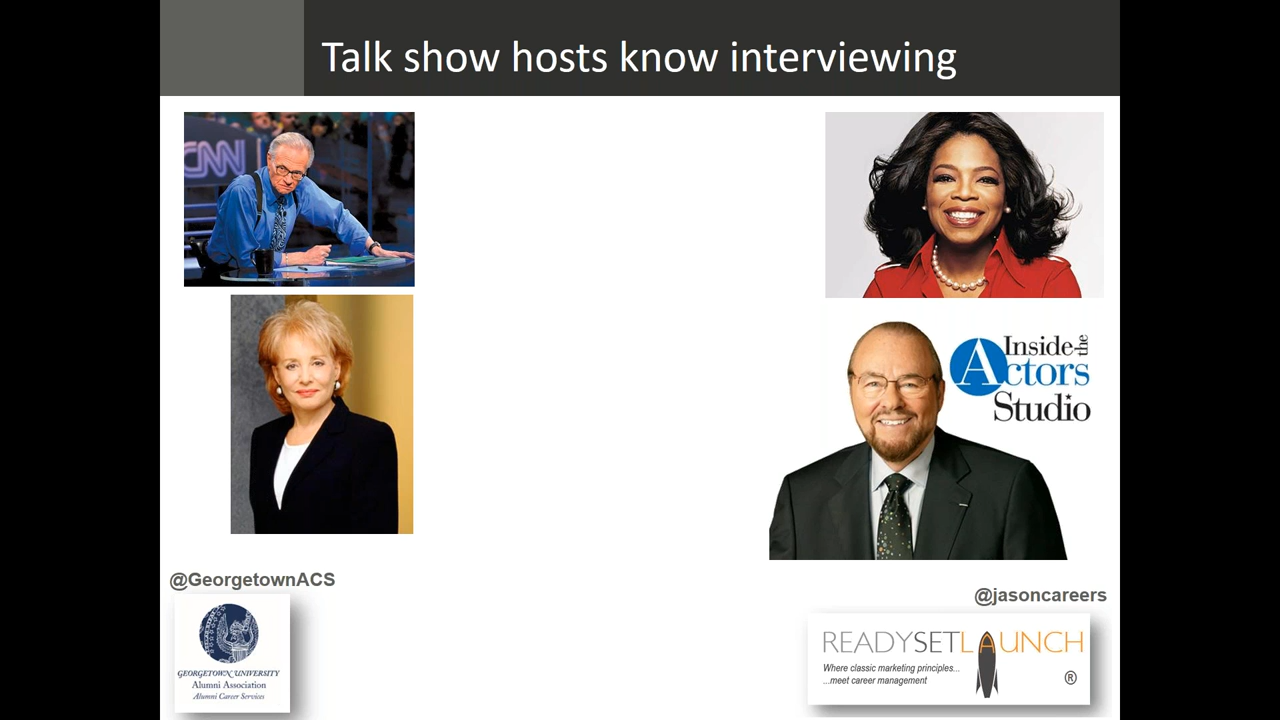 Talk show hosts know interviewing
CNN
Inside the
Actors
Studio
@GeorgetownACS
GEORGETOWN UNIVERSITY
Alumni Association
Alumni Career Services
@jasoncareers
READYSETLAUNCH
Where classic marketing principles...
...meet career management
®